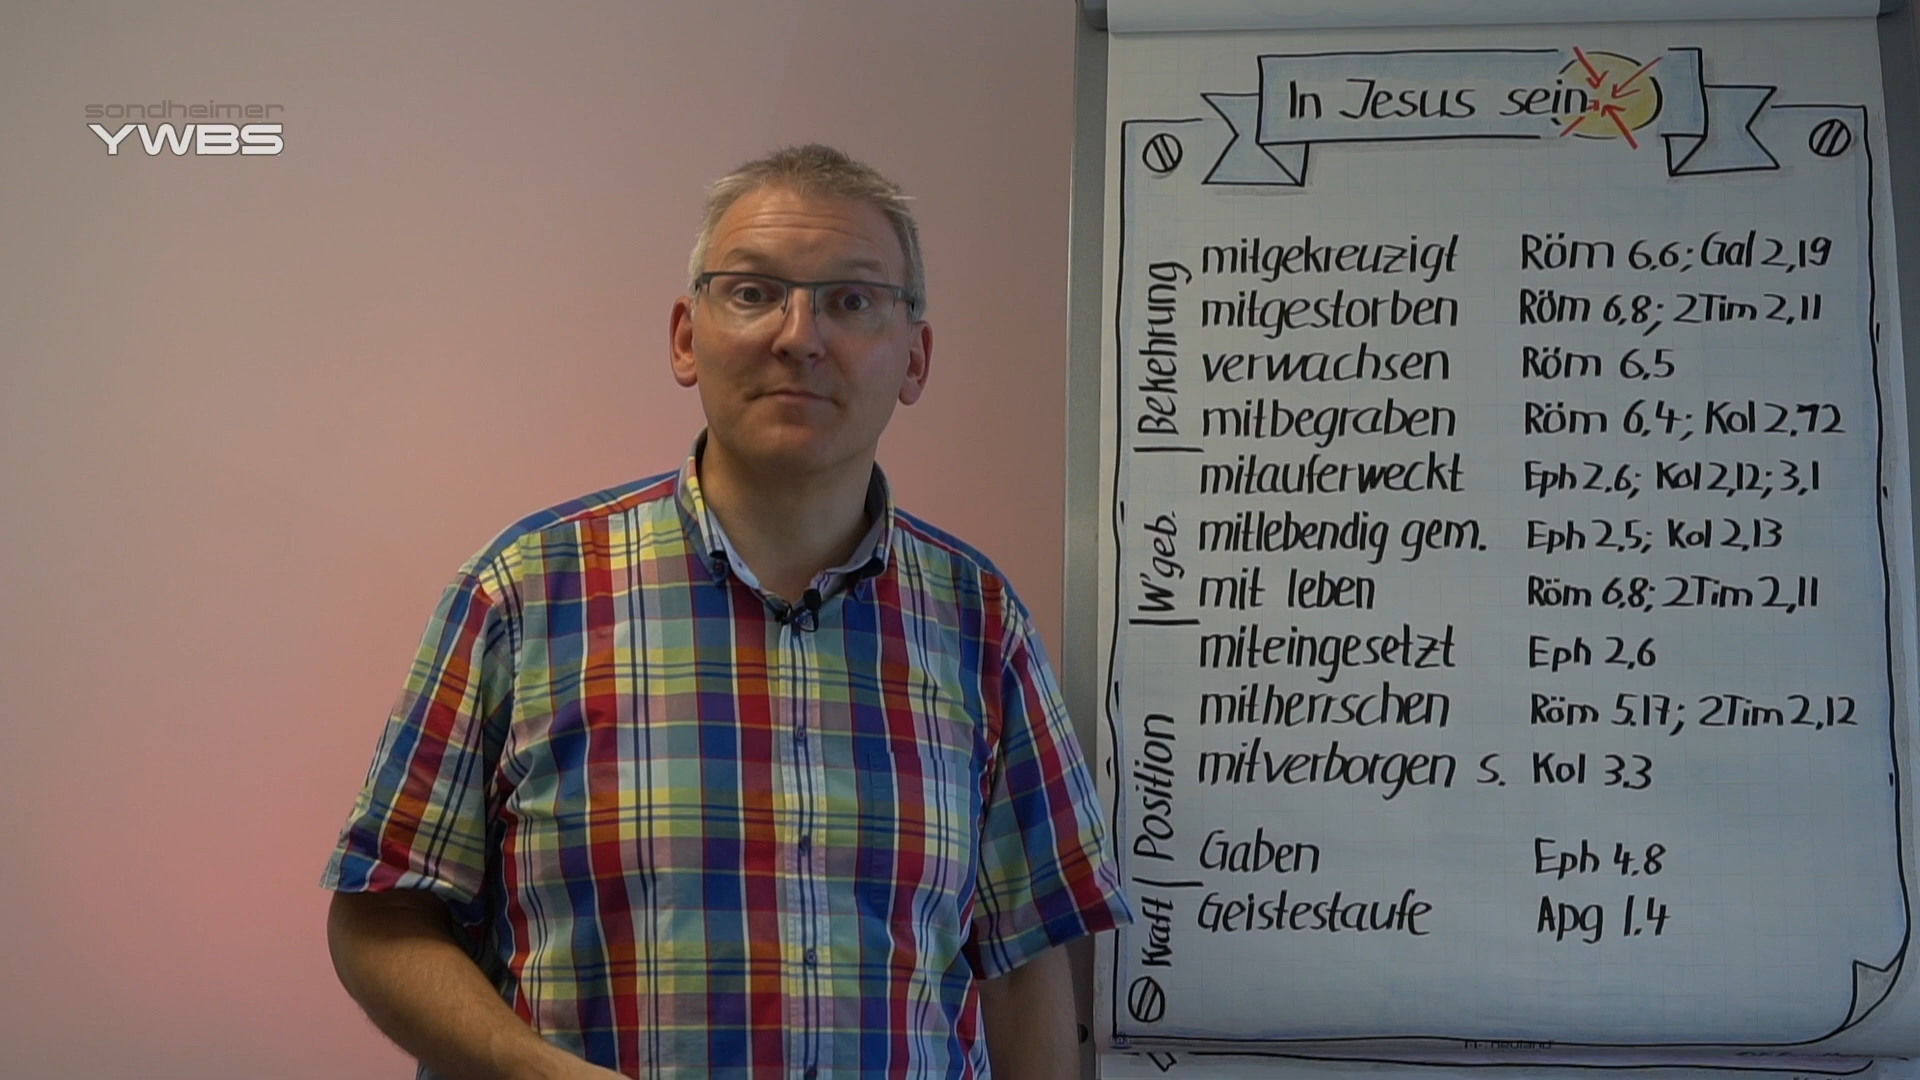 sondheimer
YWBS
In Jesus sein
Bekehrung
mitgekreuzigt Röm 6,6; Gal 2,19
mitgestorben Röm 6,8; 2Tim 2,11
verwachsen Röm 6,5
mitbegraben Röm 6,4; Kol 2,12
W'geb.
mitauferweckt Eph 2,6; Kol 2,12; 3,1
mitlebendig gem. Eph 2,5; Kol 2,13
mit leben Röm 6,8; 2Tim 2,11
Position
miteingesetzt Eph 2,6
mitherrschen Röm 5,17; 2Tim 2,12
mitverborgen s. Kol 3.3
Kraft
Gaben Eph 4.8
Geistestaufe Apg 1.4